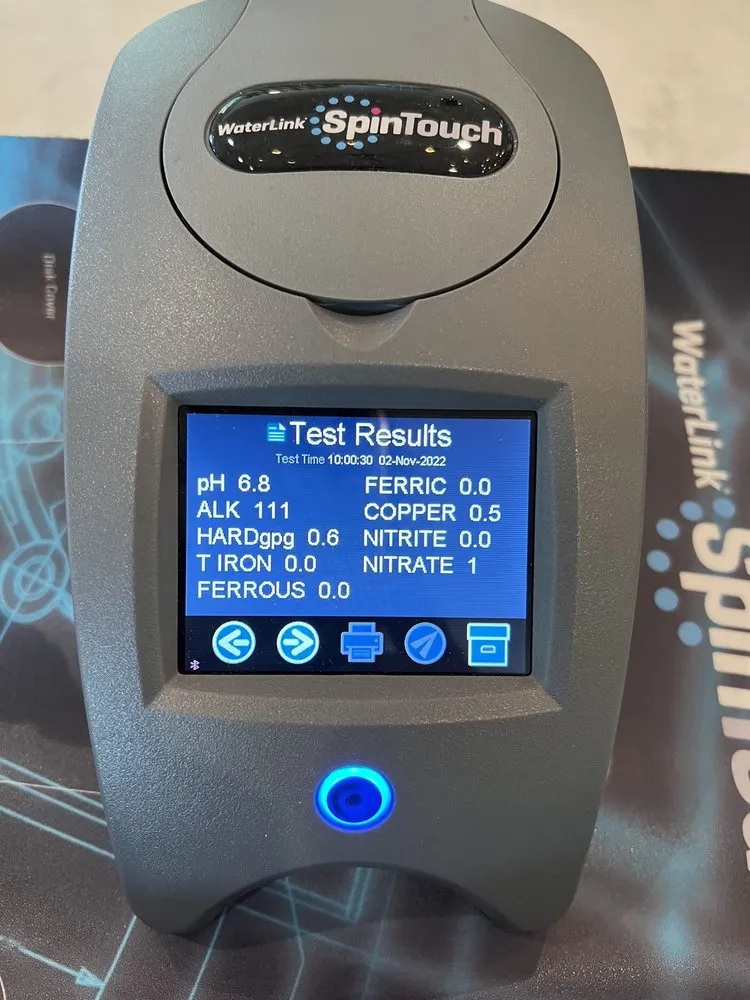 WaterLink SpinTouch
Disk Cover
Test Results
Test Time 10:00:30 02-Nov-2022
pH 6.8
ALK 111
HARDgpg 0.6
T IRON 0.0
FERROUS 0.0
FERRIC 0.0
COPPER 0.5
NITRITE 0.0
NITRATE 1
WaterLink
SpinTou